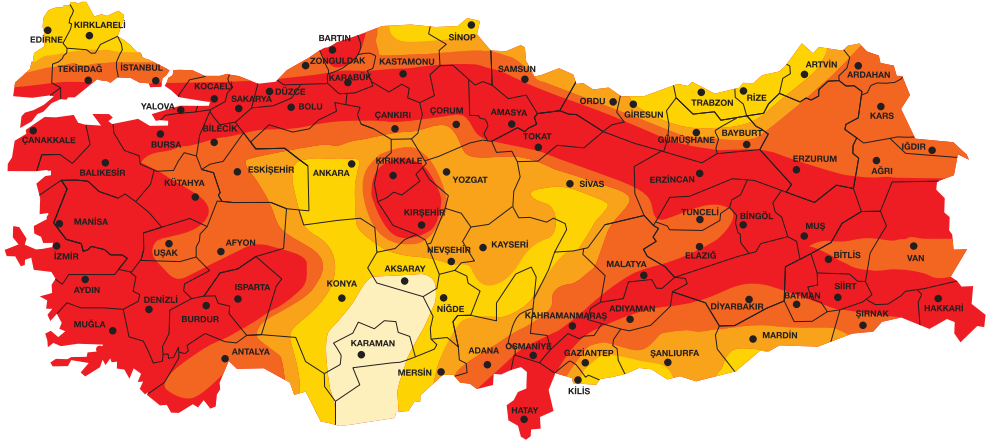 KIRKLARELİ
EDİRNE
TEKİRDAĞ
İSTANBUL
BARTIN
ZONGULDAK
KASTAMONU
SİNOP
KARABÜK
SAMSUN
KOCAELİ
SAKARYA
DÜZCE
YALOVA
BOLU
ORDU
GİRESUN
TRABZON
RİZE
ARTVİN
ARDAHAN
KARS
ÇANAKKALE
BURSA
BİLECİK
ÇANKIRI
ÇORUM
AMASYA
TOKAT
GÜMÜŞHANE
BAYBURT
IĞDIR
BALIKESİR
KÜTAHYA
ESKİŞEHİR
ANKARA
KIRIKKALE
YOZGAT
SİVAS
ERZİNCAN
ERZURUM
AĞRI
MANİSA
UŞAK
AFYON
KIRŞEHİR
TUNCELİ
BİNGÖL
MUŞ
İZMİR
NEVŞEHİR
KAYSERİ
ELAZIĞ
BİTLİS
VAN
AYDIN
DENİZLİ
ISPARTA
KONYA
AKSARAY
MALATYA
MUĞLA
BURDUR
NİĞDE
KAHRAMANMARAŞ
ADIYAMAN
DİYARBAKIR
BATMAN
SİİRT
ŞIRNAK
HAKKARİ
ANTALYA
KARAMAN
MERSİN
ADANA
OSMANİYE
GAZİANTEP
ŞANLIURFA
MARDİN
KİLİS
HATAY